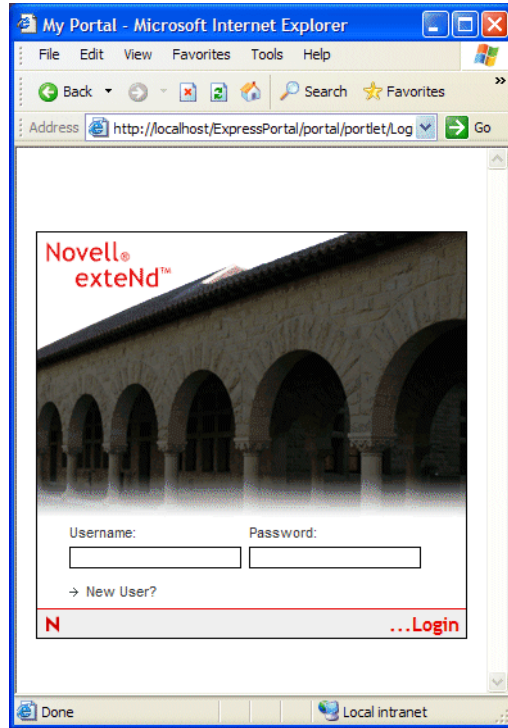 My Portal - Microsoft Internet Explorer
File Edit View Favorites Tools Help
Back Search Favorites »
Address http://localhost/ExpressPortal/portal/portlet/Log Go
Novell®
exteNd™
Username: Password:
→ New User?
N ...Login
Done Local intranet